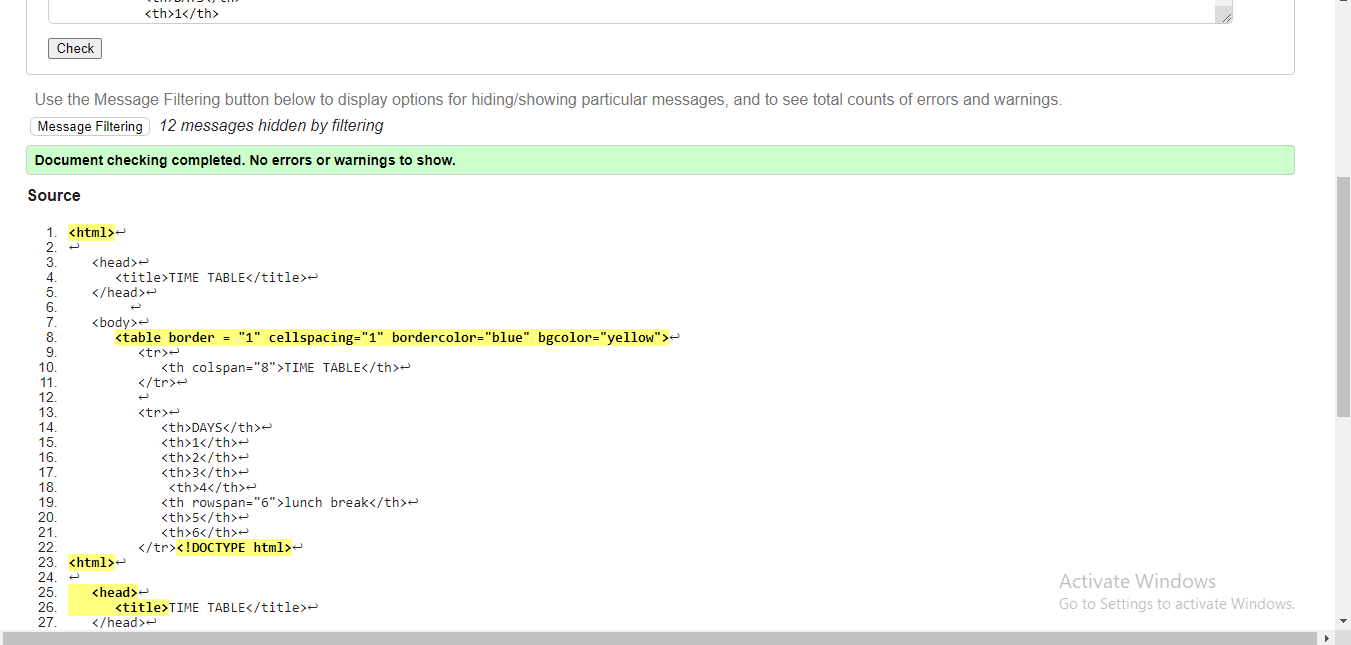 <th>1</th>
Check
Use the Message Filtering button below to display options for hiding/showing particular messages, and to see total counts of errors and warnings.
Message Filtering 12 messages hidden by filtering
Document checking completed. No errors or warnings to show.
Source
1. <html>↩
2. ↩
3. <head>↩
4. <title>TIME TABLE</title>↩
5. </head>↩
6. ↩
7. <body>↩
8. <table border = "1" cellspacing="1" bordercolor="blue" bgcolor="yellow">↩
9. <tr>↩
10. <th colspan="8">TIME TABLE</th>↩
11. </tr>↩
12. ↩
13. <tr>↩
14. <th>DAYS</th>↩
15. <th>1</th>↩
16. <th>2</th>↩
17. <th>3</th>↩
18. <th>4</th>↩
19. <th rowspan="6">lunch break</th>↩
20. <th>5</th>↩
21. <th>6</th>↩
22. </tr><!DOCTYPE html>↩
23. <html>↩
24. ↩
25. <head>↩
26. <title>TIME TABLE</title>↩
27. </head>↩
Activate Windows
Go to Settings to activate Windows.